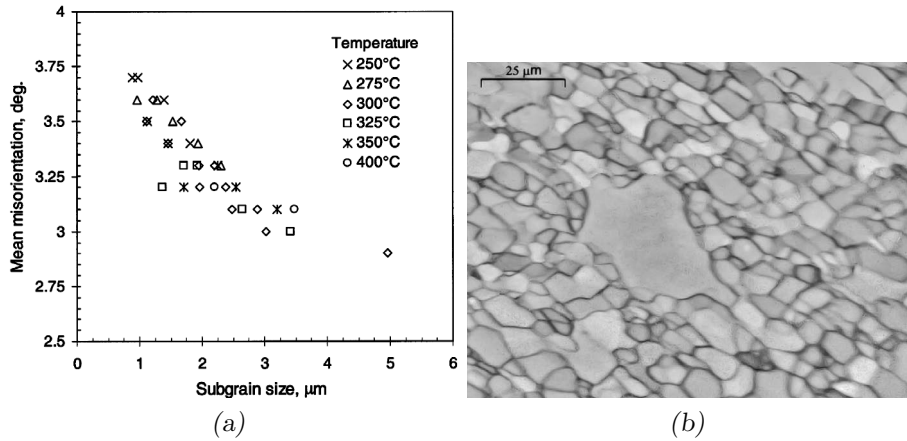 4
3.75
3.5
3.25
3
2.75
2.5
Mean misorientation, deg.
0 1 2 3 4 5 6
Subgrain size, μm
Temperature
250°C
275°C
300°C
325°C
350°C
400°C
(a)
25 μm
(b)